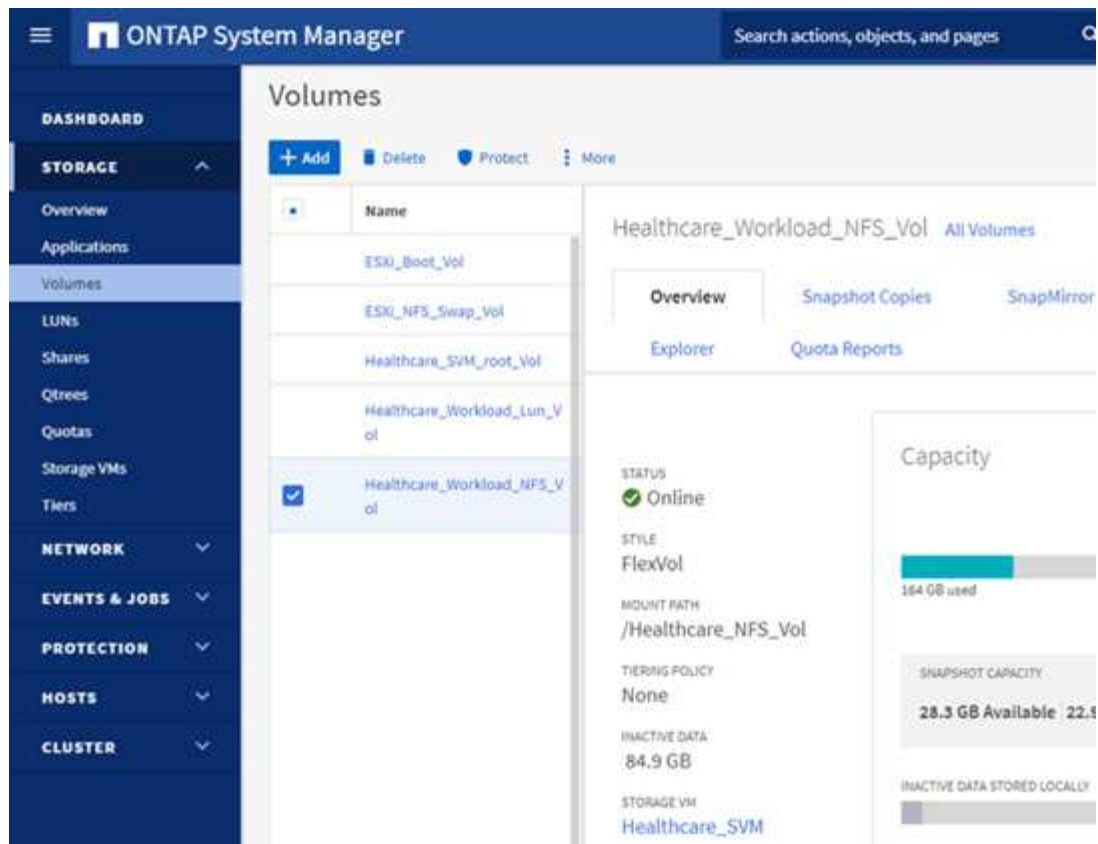 ONTAP System Manager
Search actions, objects, and pages
DASHBOARD
STORAGE
Overview
Applications
Volumes
LUNs
Shares
Qtrees
Quotas
Storage VMs
Tiers
NETWORK
EVENTS & JOBS
PROTECTION
HOSTS
CLUSTER
Volumes
+ Add
Delete
Protect
More
Name
ESXi_Boot_Vol
ESXi_NFS_Swap_Vol
Healthcare_SVM_root_Vol
Healthcare_Workload_Lun_V
ol
Healthcare_Workload_NFS_V
ol
Healthcare_Workload_NFS_Vol All Volumes
Overview Snapshot Copies SnapMirror
Explorer Quota Reports
STATUS
Online
STYLE
FlexVol
MOUNT PATH
/Healthcare_NFS_Vol
TIERING POLICY
None
INACTIVE DATA
84.9 GB
STORAGE VM
Healthcare_SVM
Capacity
164 GB used
SNAPSHOT CAPACITY
28.3 GB Available 22.9
INACTIVE DATA STORED LOCALLY